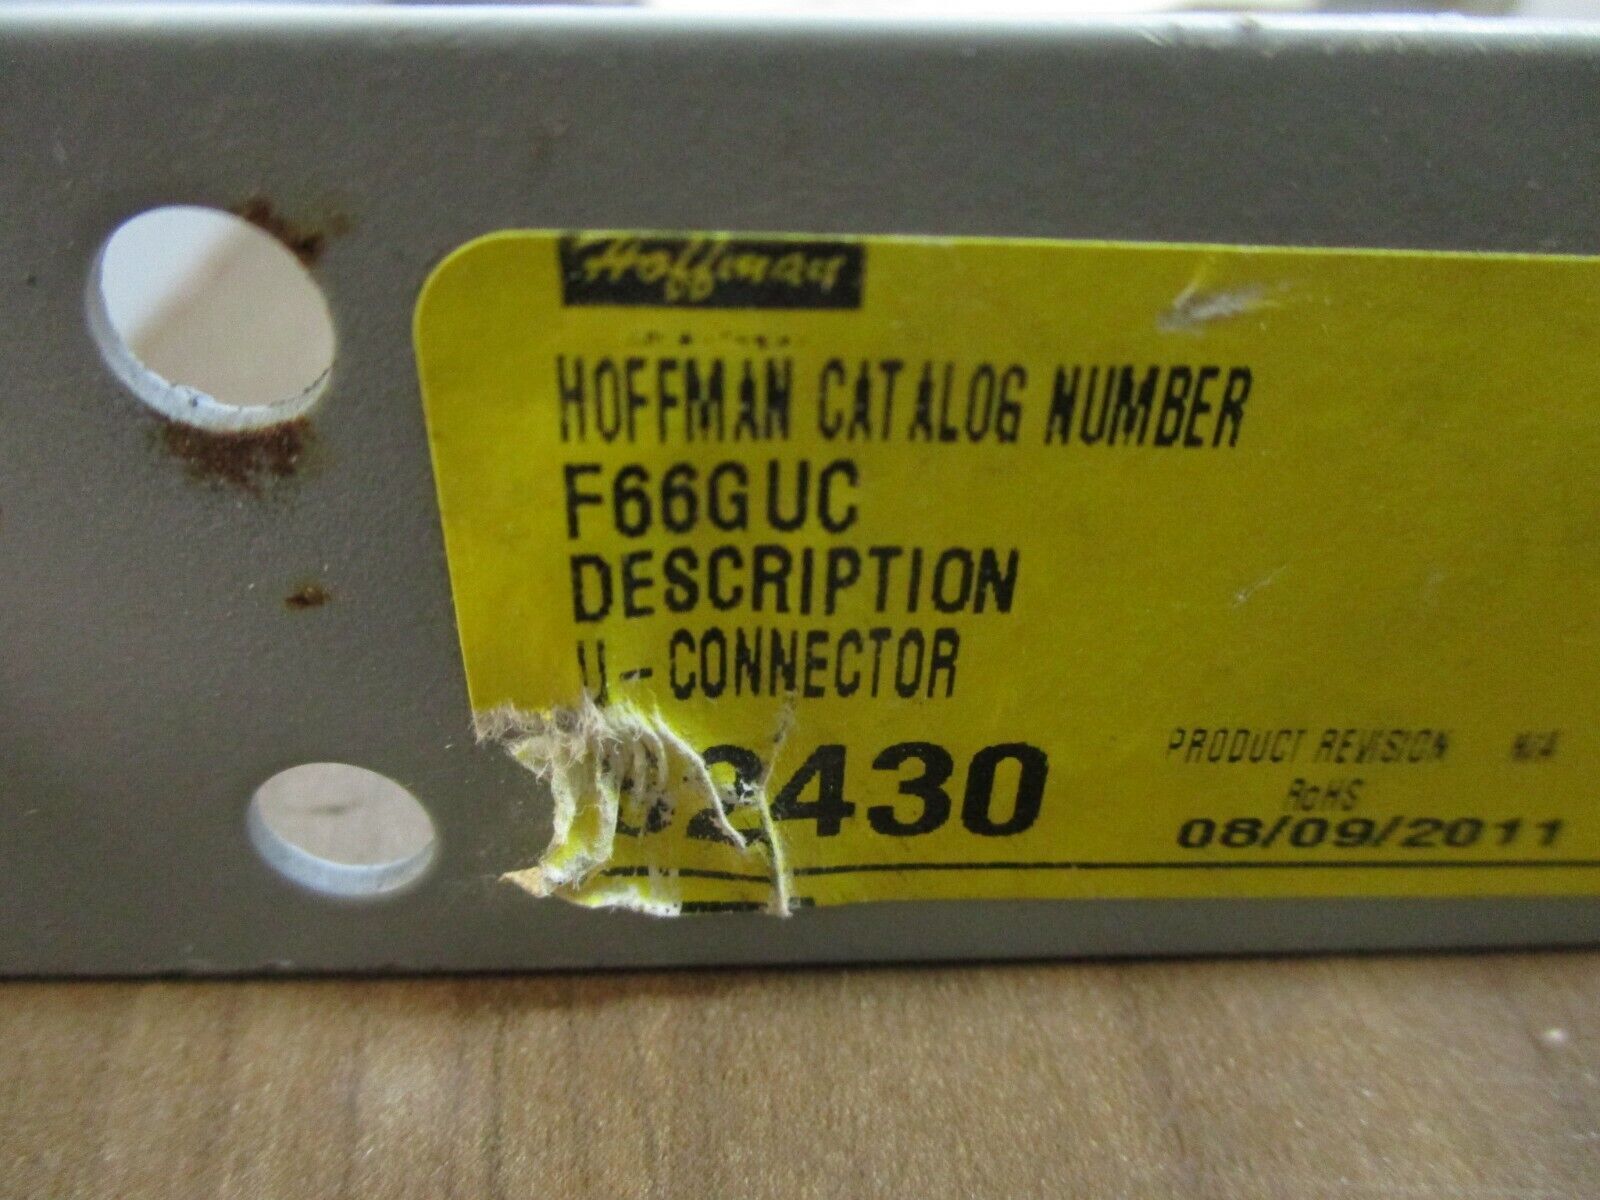 Hoffman
HOFFMAN CATALOG NUMBER
F66GUC
DESCRIPTION
U-CONNECTOR
2430
PRODUCT REVISION N/A
RoHS
08/09/2011